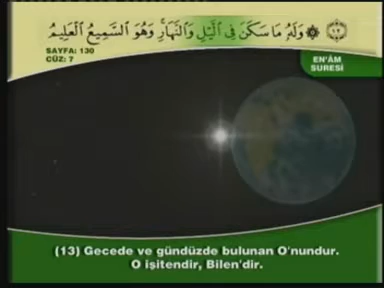 وَلَهُ مَا سَكَنَ فِي الَّيْلِ وَالنَّهَارِ وَهُوَ السَّمِيعُ الْعَلِيمُ ١٣
SAYFA: 130
CÜZ: 7
EN'ÂM
SURESİ
(13) Gecede ve gündüzde bulunan O'nundur.
O işitendir, Bilen'dir.